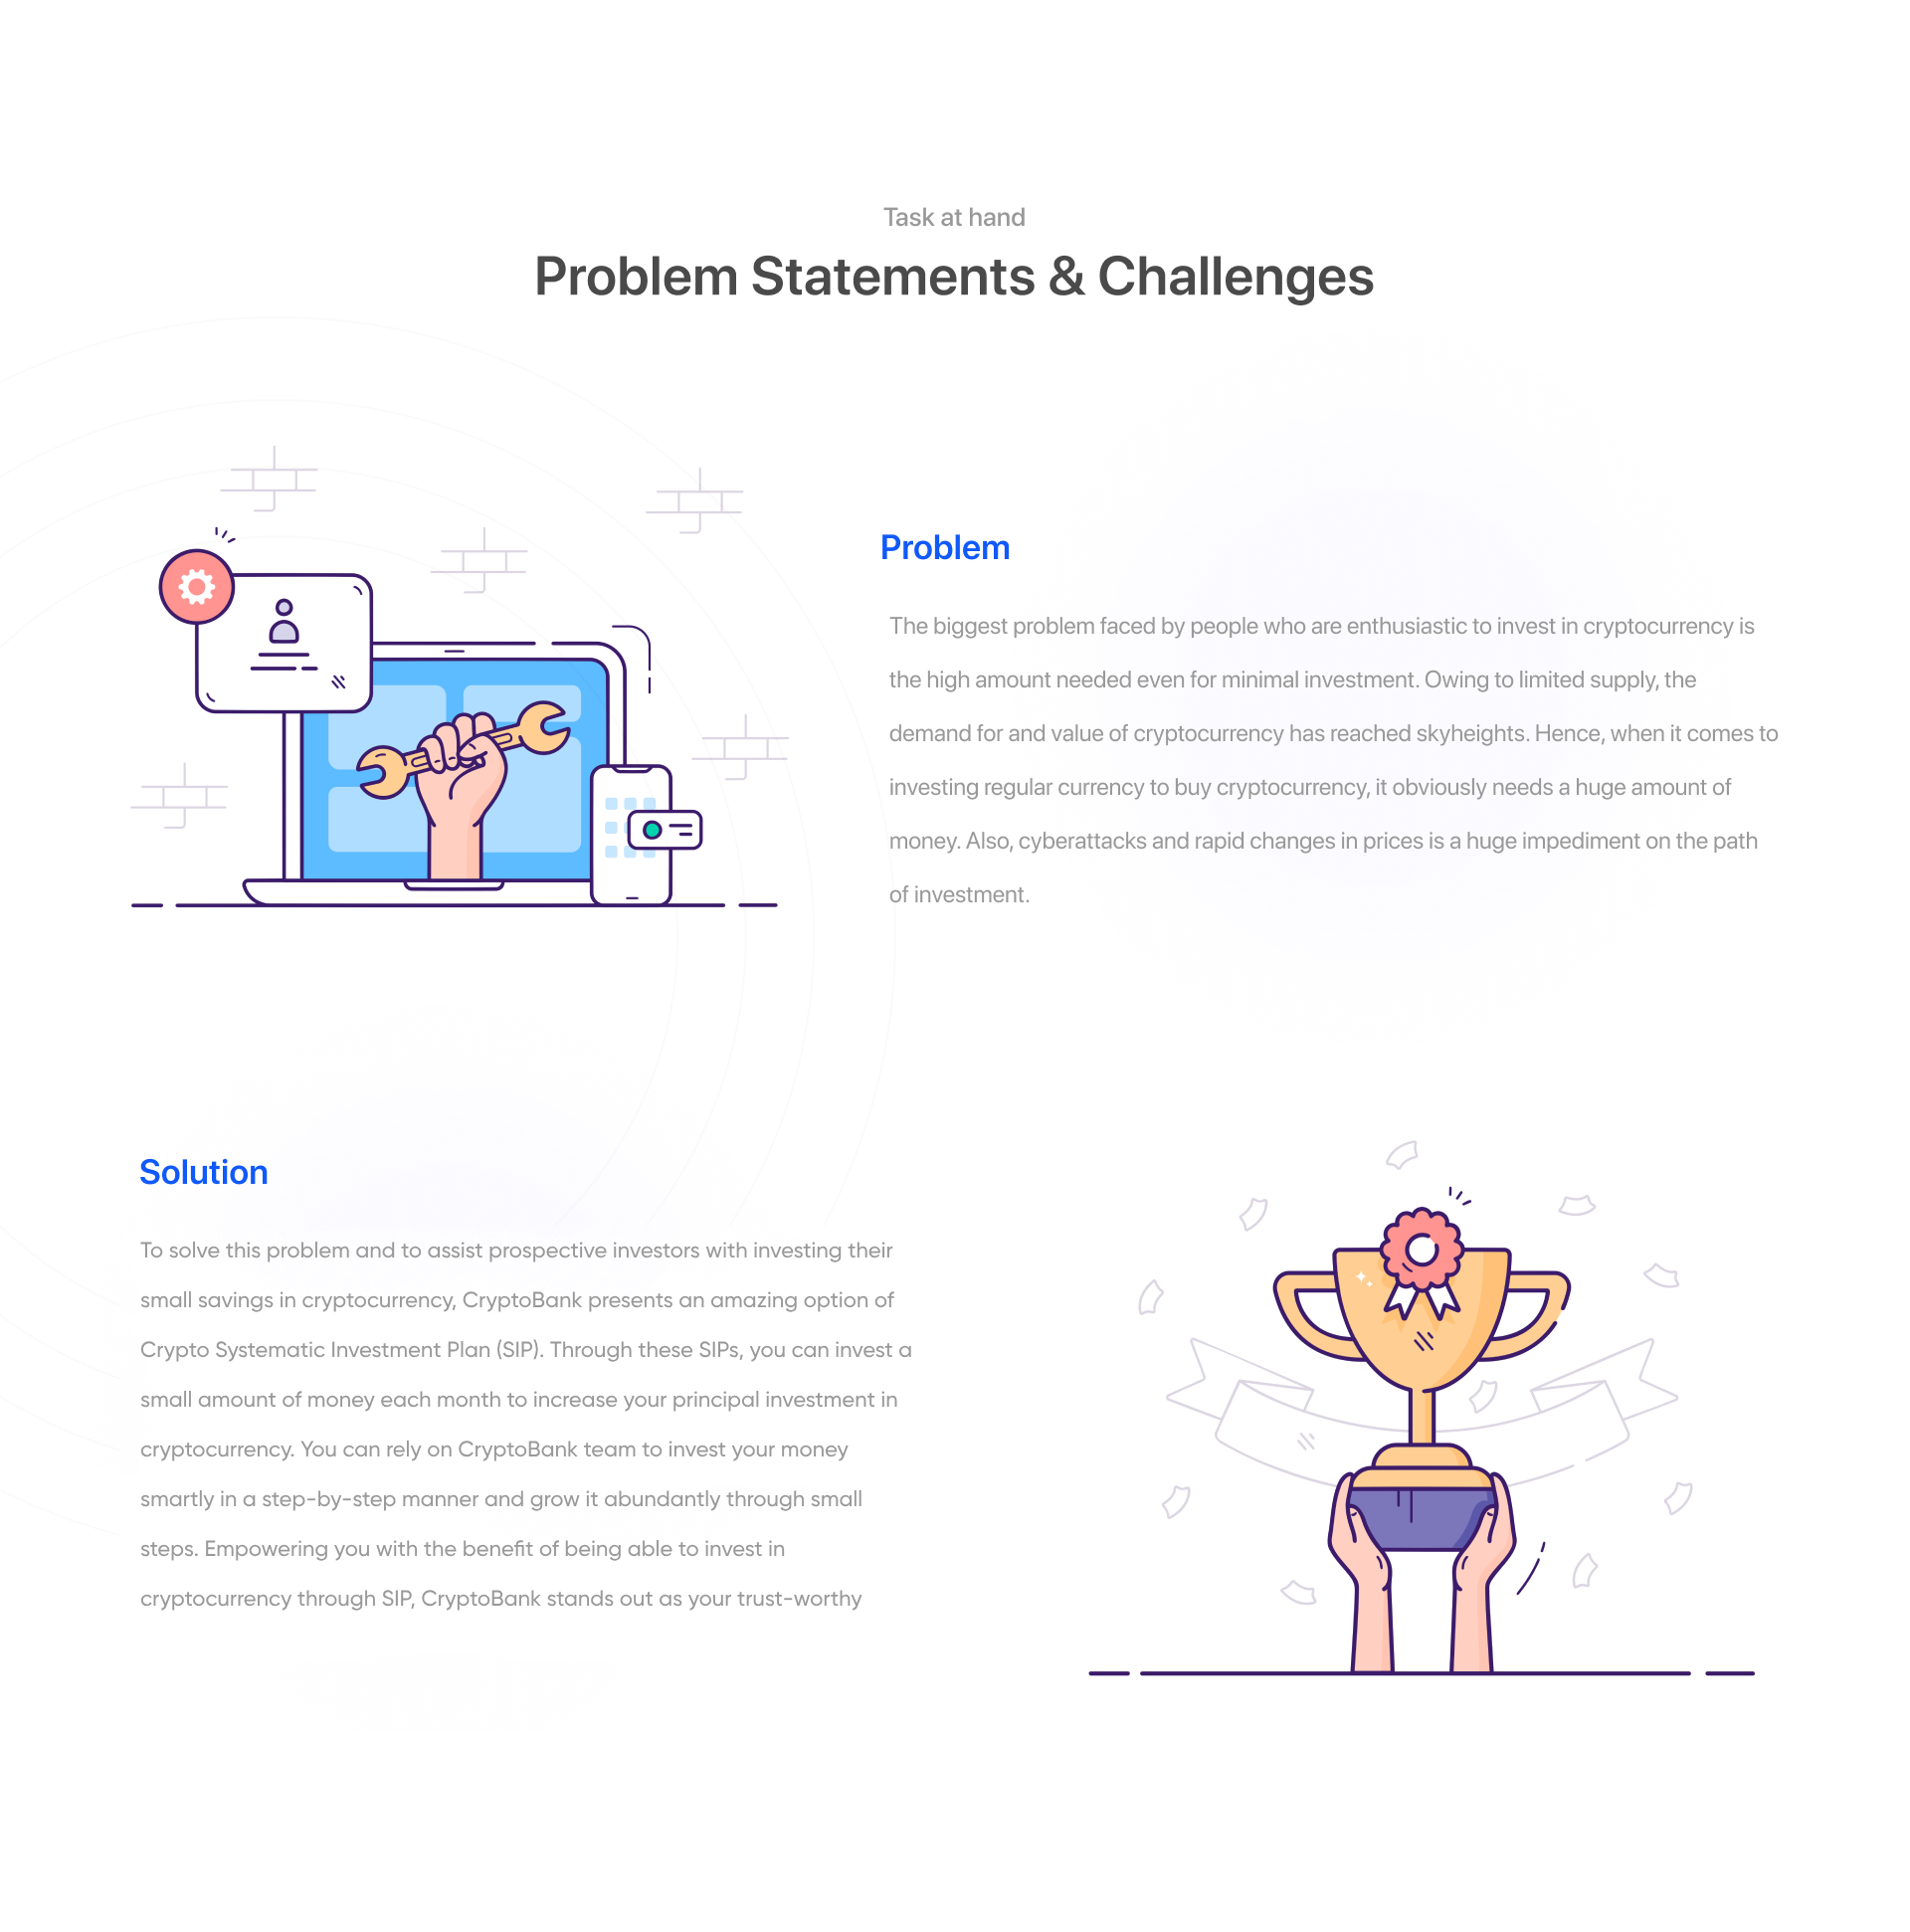 Task at hand
Problem Statements & Challenges
Problem
The biggest problem faced by people who are enthusiastic to invest in cryptocurrency is
the high amount needed even for minimal investment. Owing to limited supply, the
demand for and value of cryptocurrency has reached skyheights. Hence, when it comes to
investing regular currency to buy cryptocurrency, it obviously needs a huge amount of
money. Also, cyberattacks and rapid changes in prices is a huge impediment on the path
of investment.
Solution
To solve this problem and to assist prospective investors with investing their
small savings in cryptocurrency, CryptoBank presents an amazing option of
Crypto Systematic Investment Plan (SIP). Through these SIPs, you can invest a
small amount of money each month to increase your principal investment in
cryptocurrency. You can rely on CryptoBank team to invest your money
smartly in a step-by-step manner and grow it abundantly through small
steps. Empowering you with the benefit of being able to invest in
cryptocurrency through SIP, CryptoBank stands out as your trust-worthy